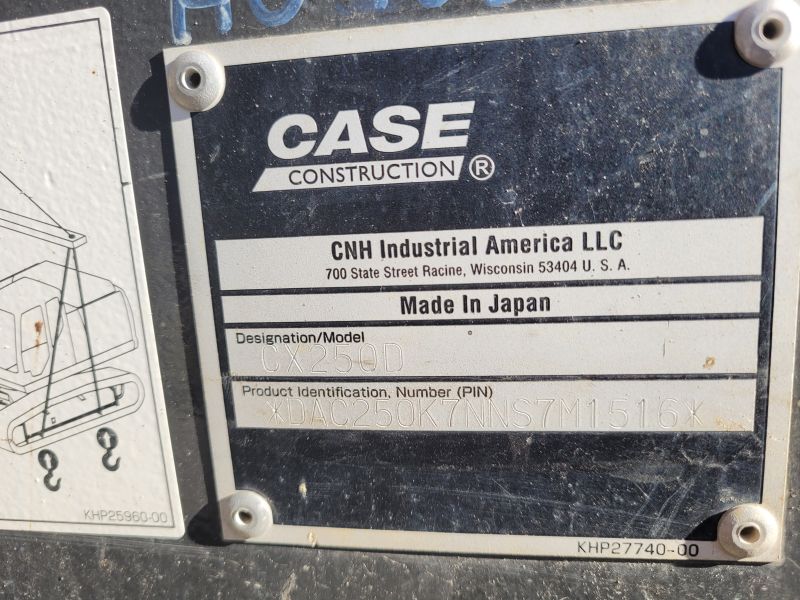 CASE
CONSTRUCTION ®
CNH Industrial America LLC
700 State Street Racine, Wisconsin 53404 U. S. A.
Made In Japan
Designation/Model
CX250D
Product Identification, Number (PIN)
*DAC250K7NNS7M1516*
KHP25960-00
KHP27740-00